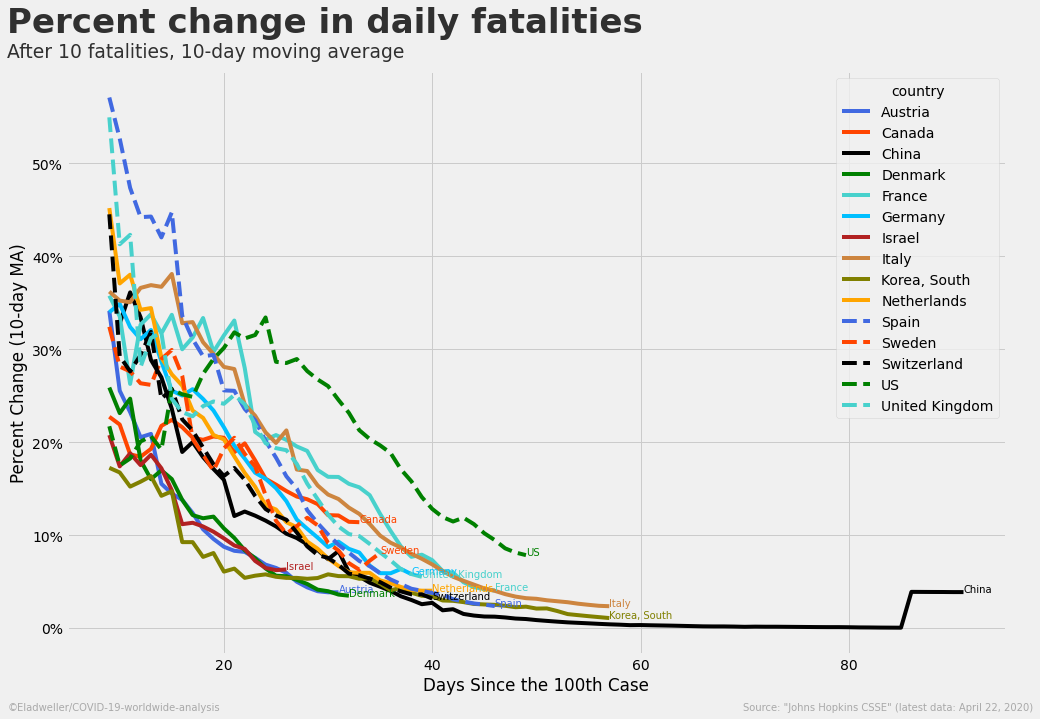 Percent change in daily fatalities
After 10 fatalities, 10-day moving average
country
Austria
Canada
China
Denmark
France
Germany
Israel
Italy
Korea, South
Netherlands
Spain
Sweden
Switzerland
US
United Kingdom
Percent Change (10-day MA)
50%
40%
30%
20%
10%
0%
Canada
Sweden
US
Israel
Germany
United Kingdom
Austria
Denmark
Netherlands
Switzerland
France
Spain
Italy
Korea, South
China
20
40
60
80
Days Since the 100th Case
©Eladweller/COVID-19-worldwide-analysis
Source: "Johns Hopkins CSSE" (latest data: April 22, 2020)